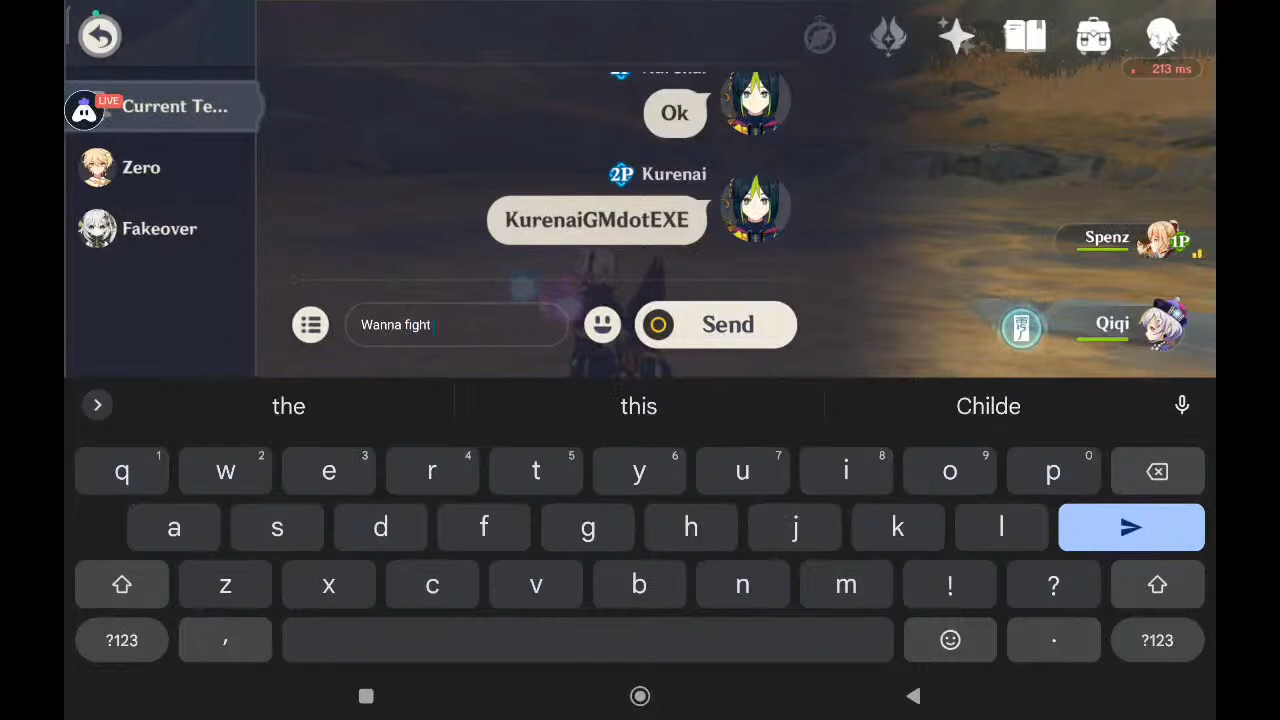 213 ms
LIVE
Current Te...
Ok
Zero
2P Kurenai
KurenaiGMdotEXE
Fakeover
Spenz
1P
Wanna fight
Send
Qiqi
the this Childe
q 1 w 2 e 3 r 4 t 5 y 6 u 7 i 8 o 9 p 0
a s d f g h j k l
z x c v b n m ! ?
?123 , . ?123